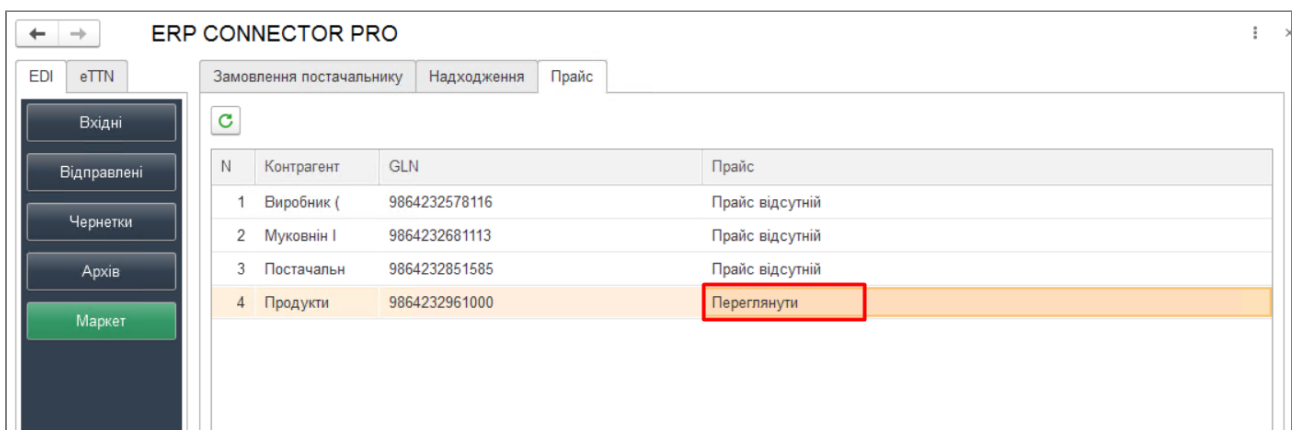 ERP CONNECTOR PRO
EDI eTTN
Замовлення постачальнику Надходження Прайс
Вхідні
Відправлені
Чернетки
Архів
Маркет
N Контрагент GLN Прайс
1 Виробник ( 9864232578116 Прайс відсутній
2 Муковнін І 9864232681113 Прайс відсутній
3 Постачальн 9864232851585 Прайс відсутній
4 Продукти 9864232961000 Переглянути